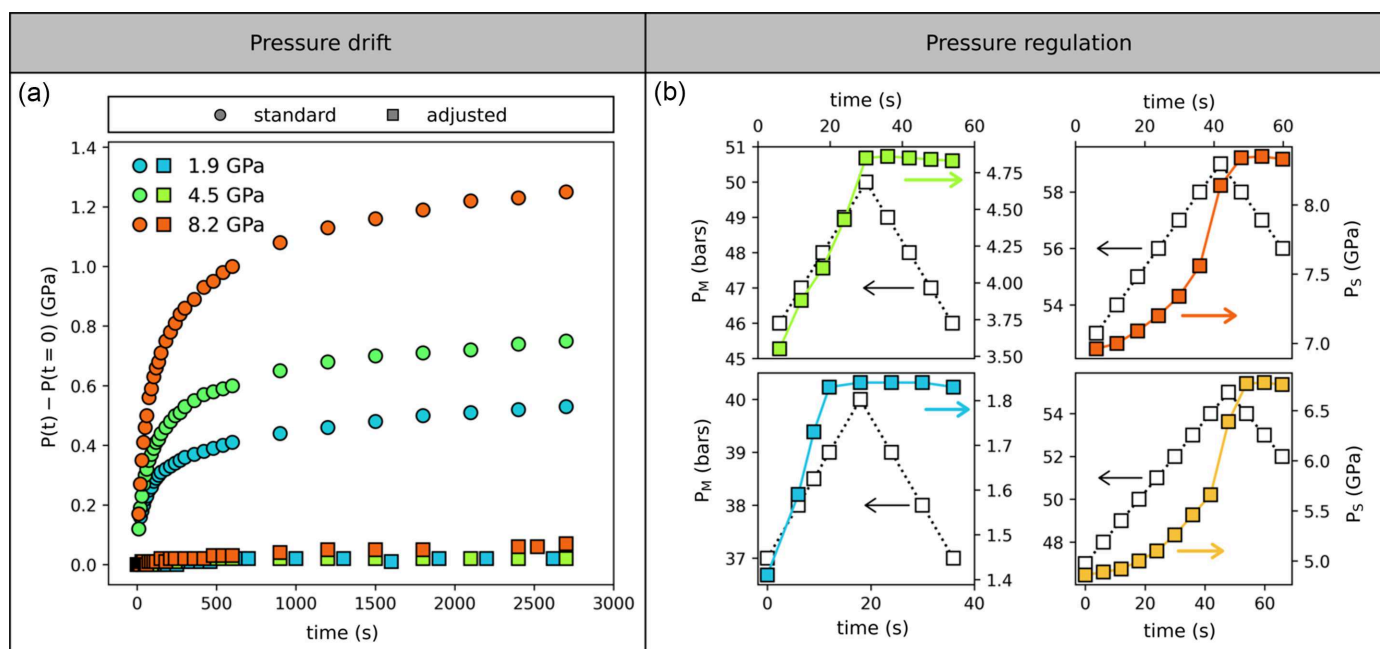 Pressure drift
Pressure regulation
(a)
standard adjusted
1.9 GPa
4.5 GPa
8.2 GPa
P(t) − P(t = 0) (GPa)
1.4
1.2
1.0
0.8
0.6
0.4
0.2
0.0
0 500 1000 1500 2000 2500 3000
time (s)
(b)
time (s)
0 20 40 60
P_M (bars)
51
50
49
48
47
46
45
4.75
4.50
4.25
4.00
3.75
3.50
time (s)
0 20 40 60
58
56
54
8.0
7.5
7.0
P_S (GPa)
P_M (bars)
40
39
38
37
1.8
1.7
1.6
1.5
1.4
0 20 40
time (s)
54
52
50
48
46
6.5
6.0
5.5
5.0
P_S (GPa)
0 20 40 60
time (s)